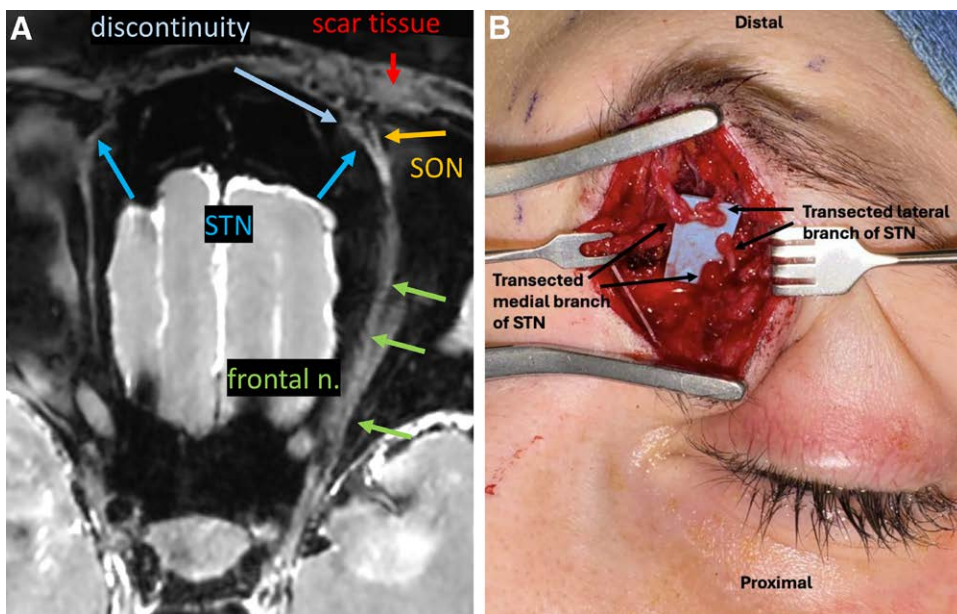 A
discontinuity
scar tissue
SON
STN
frontal n.
B
Distal
Transected lateral
branch of STN
Transected
medial branch
of STN
Proximal